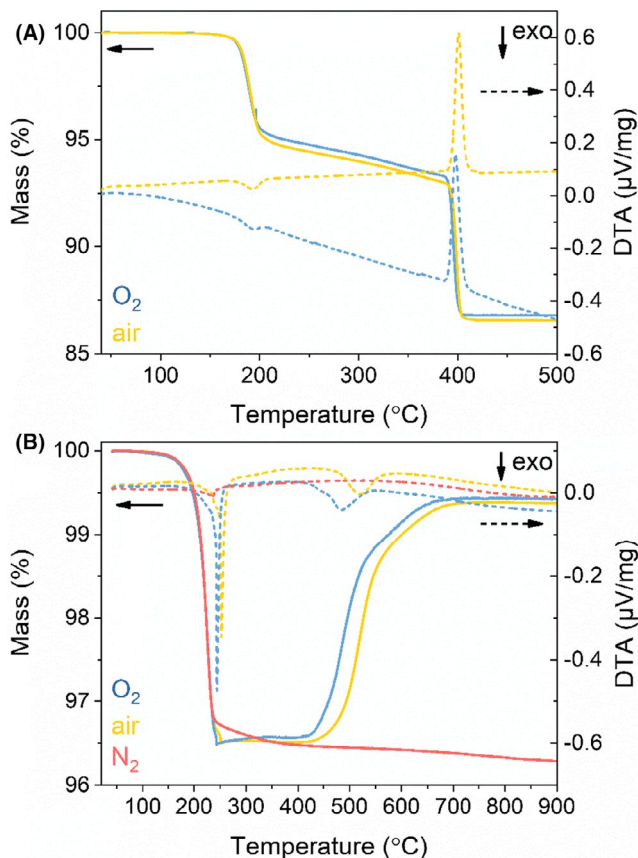 (A)
100
95
90
85
Mass (%)
exo
0.6
0.4
0.2
0.0
-0.2
-0.4
-0.6
DTA (µV/mg)
O₂
air
100 200 300 400 500
Temperature (°C)
(B)
100
99
98
97
96
Mass (%)
exo
0.0
-0.2
-0.4
-0.6
DTA (µV/mg)
O₂
air
N₂
100 200 300 400 500 600 700 800 900
Temperature (°C)